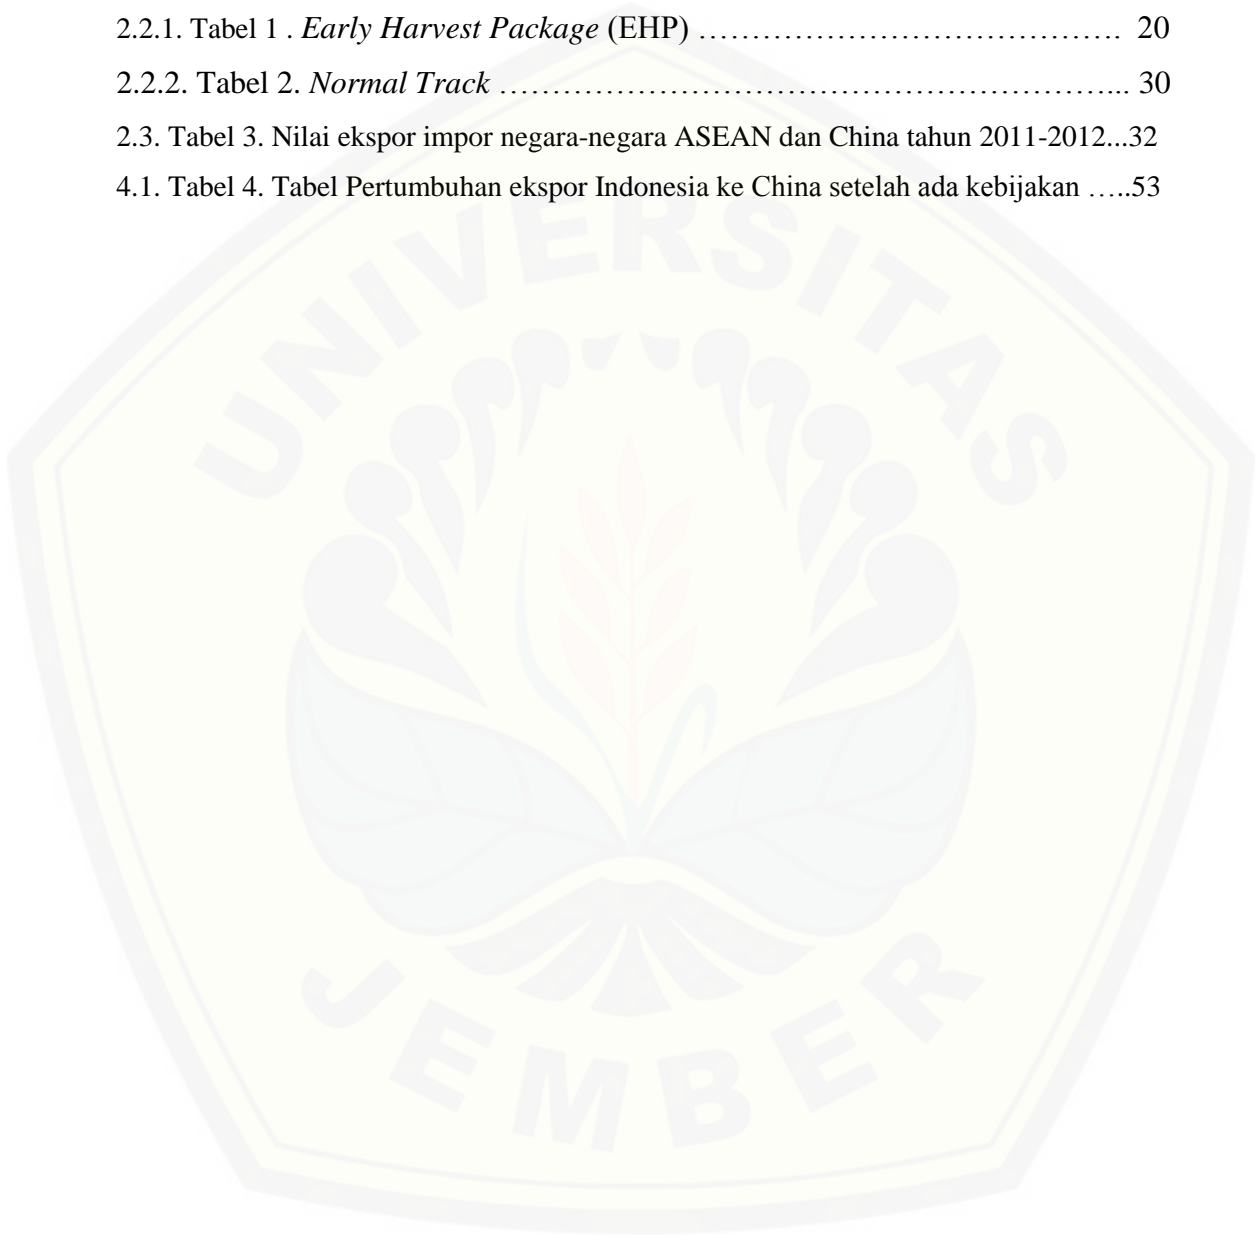 2.2.1. Tabel 1 . Early Harvest Package (EHP) …………………………………. 20
2.2.2. Tabel 2. Normal Track …………………………………………………... 30
2.3. Tabel 3. Nilai ekspor impor negara-negara ASEAN dan China tahun 2011-2012...32
4.1. Tabel 4. Tabel Pertumbuhan ekspor Indonesia ke China setelah ada kebijakan …..53
UNIVERSITAS
JEMBER